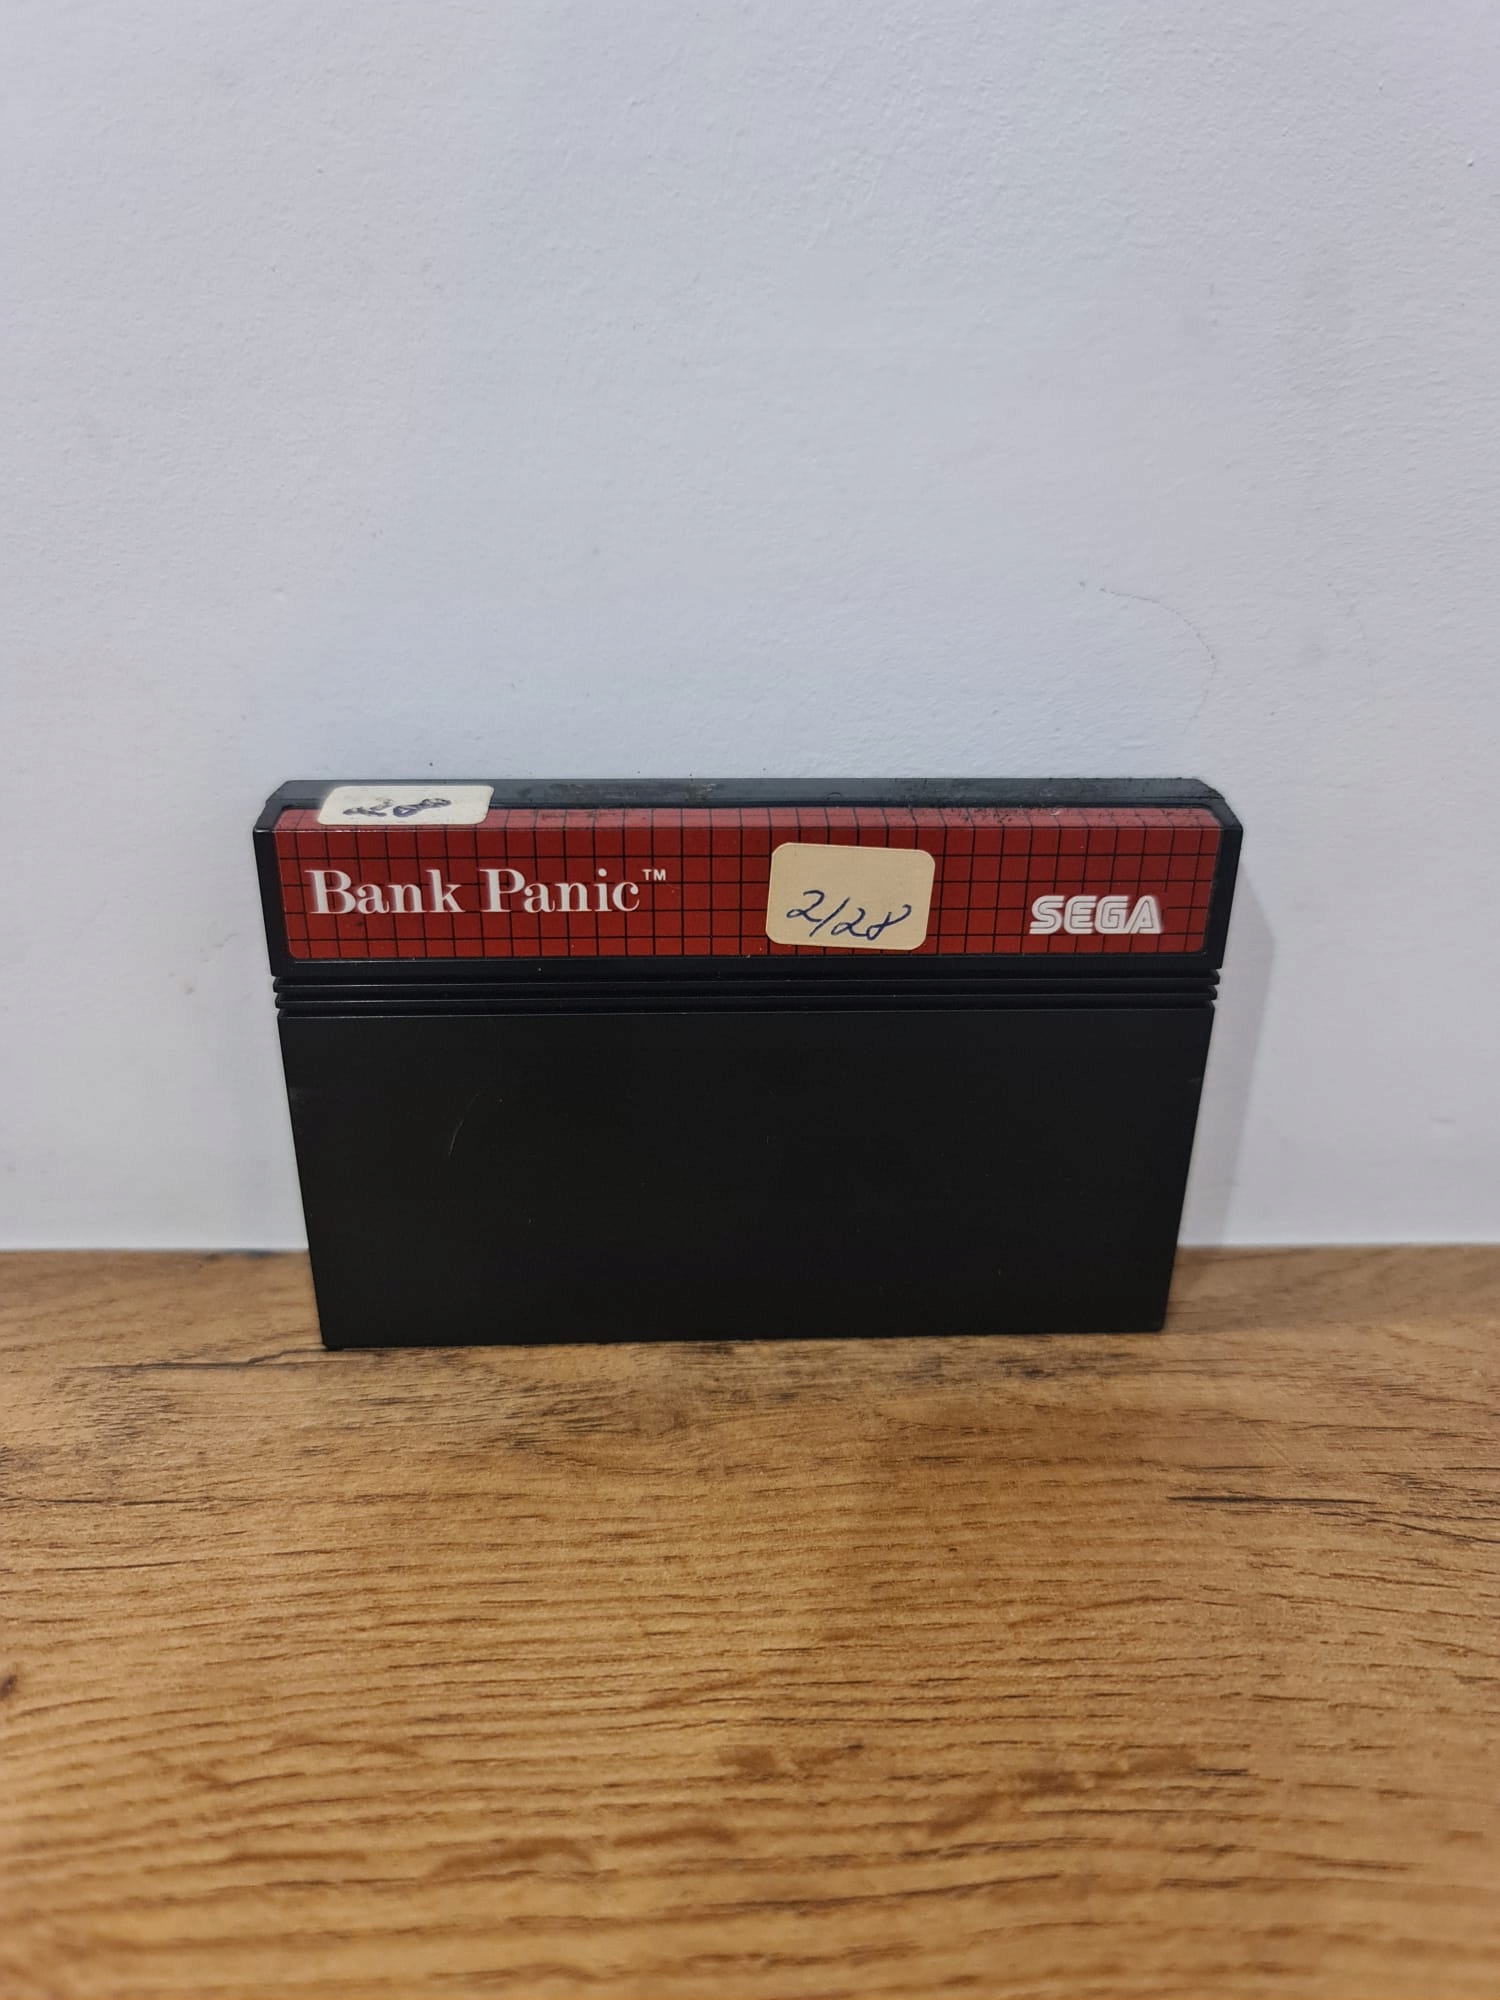 Bank Panic™
2/28
SEGA